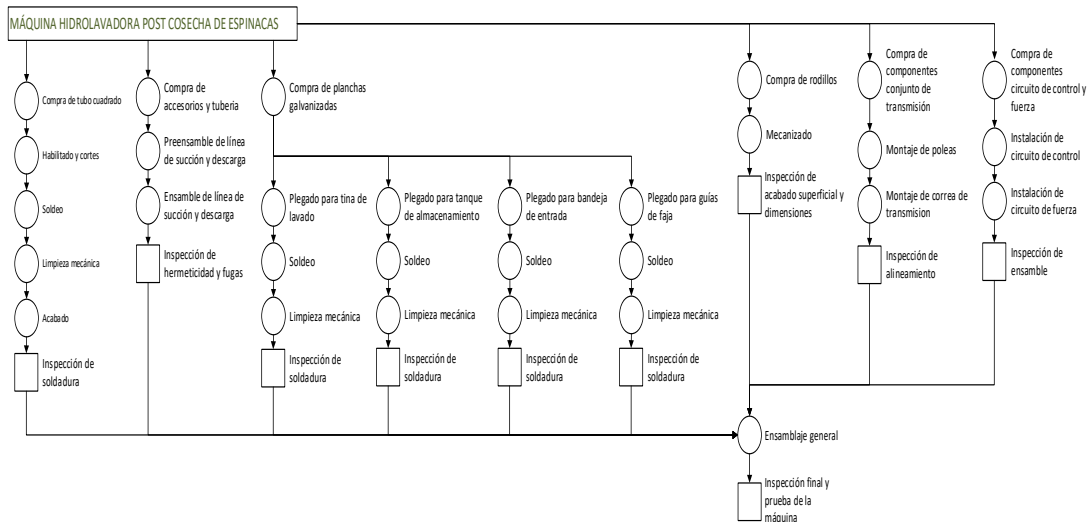 MÁQUINA HIDROLAVADORA POST COSECHA DE ESPINACAS
Compra de tubo cuadrado
Habilitado y cortes
Soldeo
Limpieza mecánica
Acabado
Inspección de
soldadura
Compra de
accesorios y tuberia
Preensamble de línea
de succión y descarga
Ensamble de línea de
succión y descarga
Inspección de
hermeticidad y fugas
Compra de planchas
galvanizadas
Plegado para tina de
lavado
Soldeo
Limpieza mecánica
Inspección de
soldadura
Plegado para tanque
de almacenamiento
Soldeo
Limpieza mecánica
Inspección de
soldadura
Plegado para bandeja
de entrada
Soldeo
Limpieza mecánica
Inspección de
soldadura
Plegado para guías
de faja
Soldeo
Limpieza mecánica
Inspección de
soldadura
Compra de rodillos
Mecanizado
Inspección de
acabado superficial y
dimensiones
Compra de
componentes
conjunto de
transmisión
Montaje de poleas
Montaje de correa de
transmision
Inspección de
alineamiento
Compra de
componentes
circuito de control y
fuerza
Instalación de
circuito de control
Instalación de
circuito de fuerza
Inspección de
ensamble
Ensamblaje general
Inspección final y
prueba de la
máquina